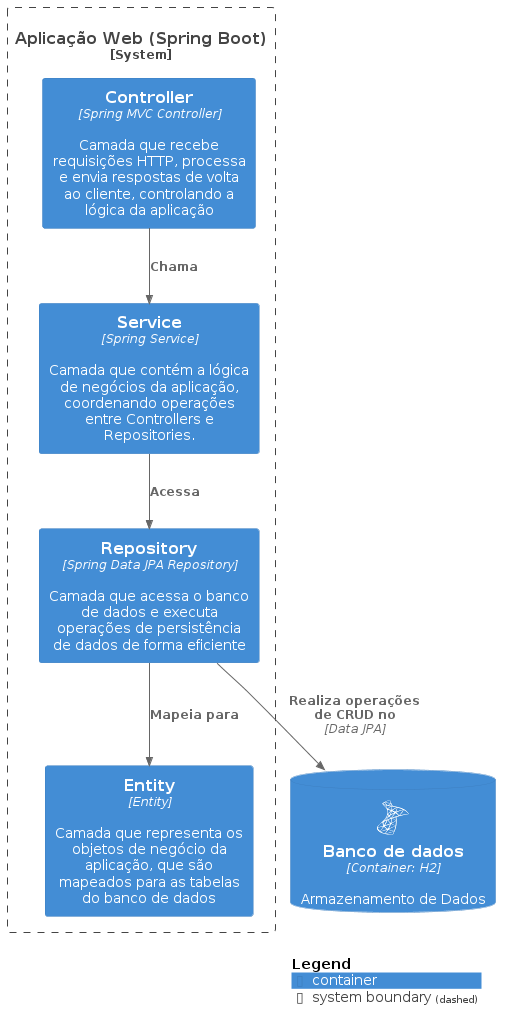 Aplicação Web (Spring Boot)
[System]
Controller
[Spring MVC Controller]
Camada que recebe
requisições HTTP, processa
e envia respostas de volta
ao cliente, controlando a
lógica da aplicação
Chama
Service
[Spring Service]
Camada que contém a lógica
de negócios da aplicação,
coordenando operações
entre Controllers e
Repositories.
Acessa
Repository
[Spring Data JPA Repository]
Camada que acessa o banco
de dados e executa
operações de persistência
de dados de forma eficiente
Mapeia para
Realiza operações
de CRUD no
[Data JPA]
Entity
[Entity]
Camada que representa os
objetos de negócio da
aplicação, que são
mapeados para as tabelas
do banco de dados
Banco de dados
[Container: H2]
Armazenamento de Dados
Legend
container
system boundary (dashed)